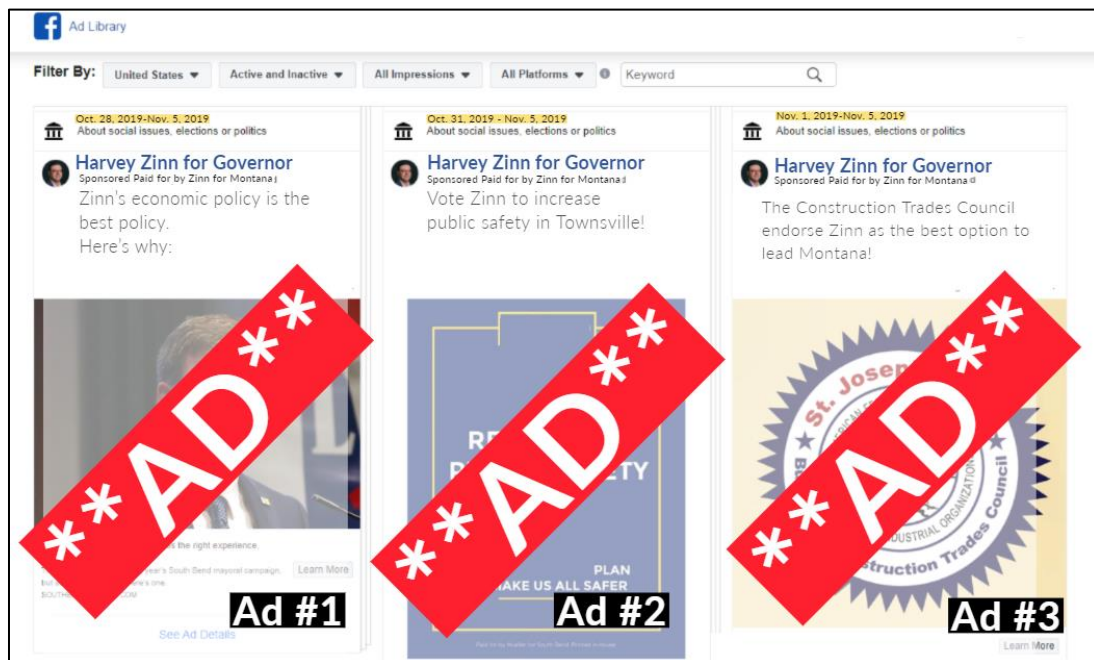 Ad Library
Filter By: United States Active and Inactive All Impressions All Platforms Keyword
Oct. 28, 2019-Nov. 5, 2019
About social issues, elections or politics
Harvey Zinn for Governor
Sponsored Paid for by Zinn for Montana
Zinn's economic policy is the
best policy.
Here's why:
**AD**
the right experience.
year's South Bend mayoral campaign,
Learn More
Ad #1
See Ad Details
Oct. 31, 2019 - Nov. 5, 2019
About social issues, elections or politics
Harvey Zinn for Governor
Sponsored Paid for by Zinn for Montana
Vote Zinn to increase
public safety in Townsville!
**AD**
PLAN
US ALL SAFER
Ad #2
Nov. 1, 2019-Nov. 5, 2019
About social issues, elections or politics
Harvey Zinn for Governor
Sponsored Paid for by Zinn for Montana
The Construction Trades Council
endorse Zinn as the best option to
lead Montana!
St. Josep
INDUSTRIAL ORGANIZATION
struction Trades Council
**AD**
Ad #3
Learn More